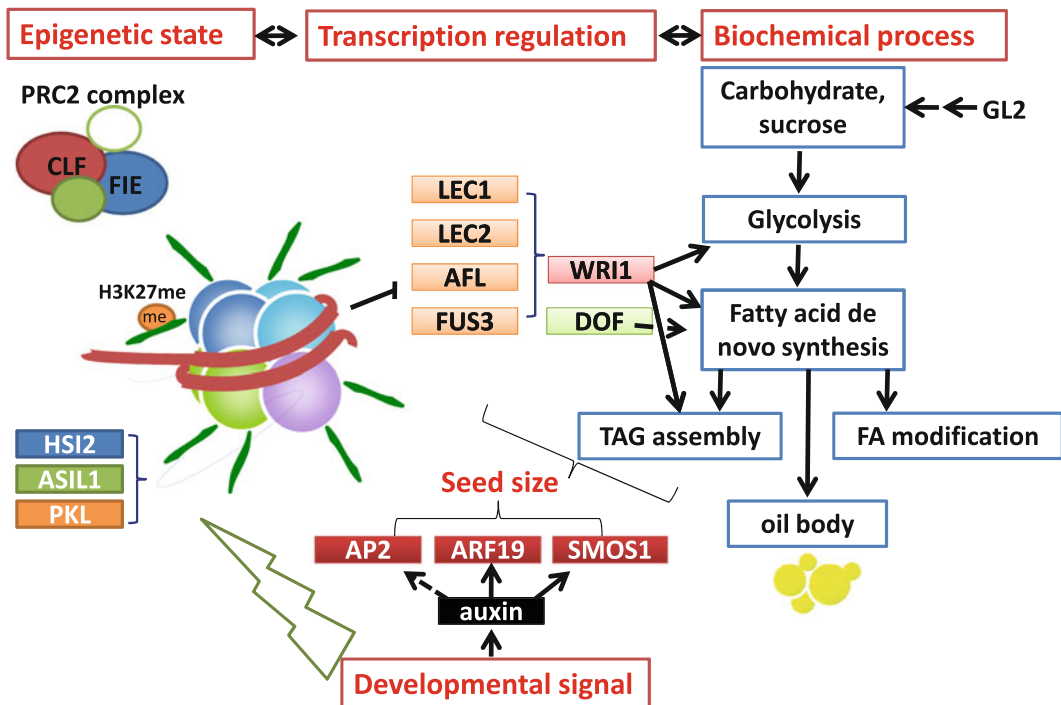 Epigenetic state
Transcription regulation
Biochemical process
PRC2 complex
CLF
FIE
Carbohydrate,
sucrose
GL2
LEC1
LEC2
AFL
FUS3
Glycolysis
WRI1
DOF
H3K27me
me
Fatty acid de
novo synthesis
TAG assembly
FA modification
HSI2
ASIL1
PKL
Seed size
oil body
AP2
ARF19
SMOS1
auxin
Developmental signal